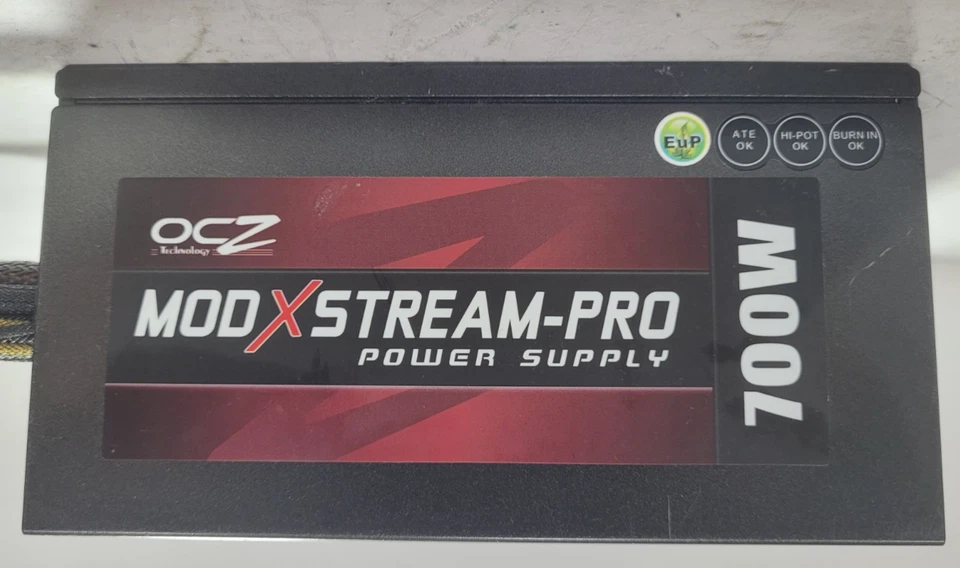 EuP
ATE
OK
HI-POT
OK
BURN IN
OK
OCZ
Technology
MODXSTREAM-PRO
POWER SUPPLY
700W